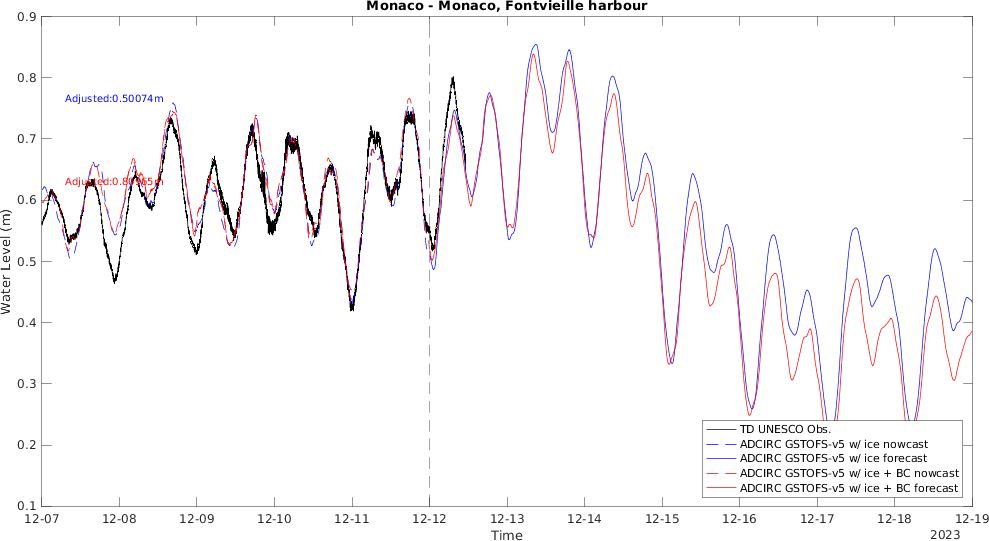 Monaco - Monaco, Fontvieille harbour
0.9
0.8
0.7
0.6
0.5
0.4
0.3
0.2
0.1
Water Level (m)
Adjusted:0.50074m
TD UNESCO Obs.
ADCIRC GSTOFS-v5 w/ ice nowcast
ADCIRC GSTOFS-v5 w/ ice forecast
ADCIRC GSTOFS-v5 w/ ice + BC nowcast
ADCIRC GSTOFS-v5 w/ ice + BC forecast
12-07 12-08 12-09 12-10 12-11 12-12 12-13 12-14 12-15 12-16 12-17 12-18 12-19
Time
2023